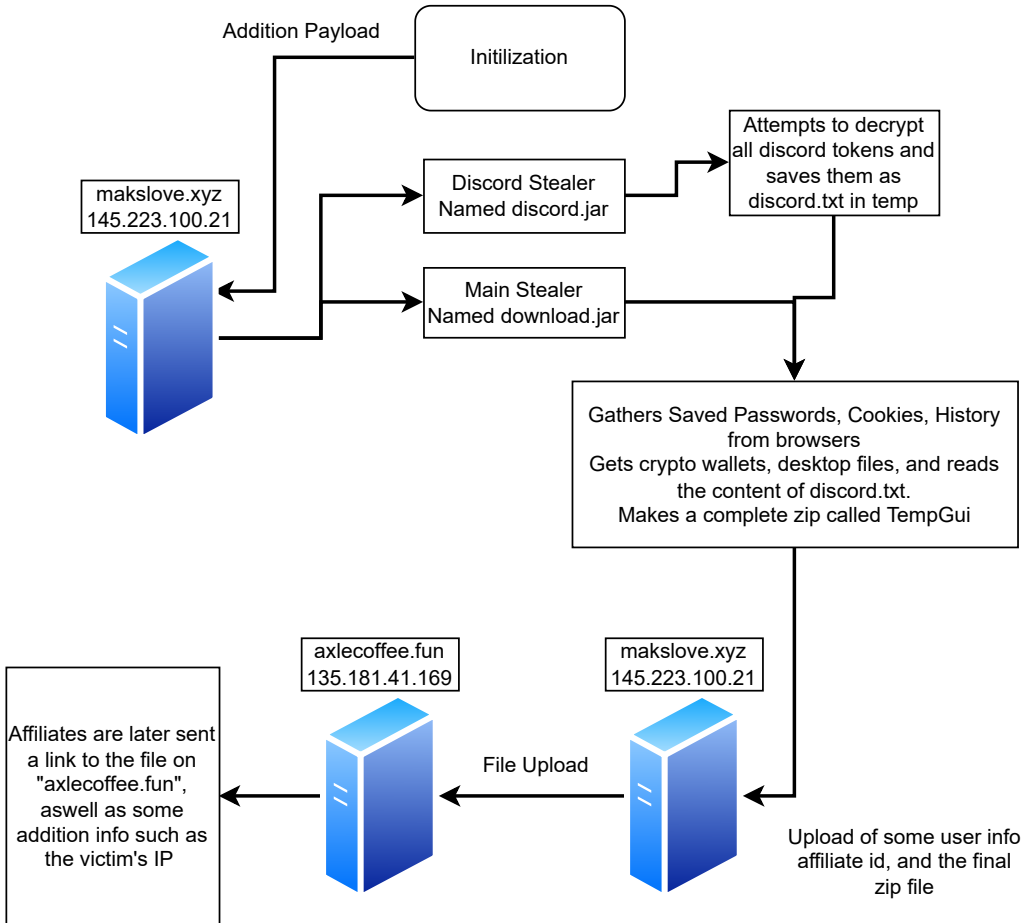 Addition Payload
Initilization
makslove.xyz
145.223.100.21
Discord Stealer
Named discord.jar
Attempts to decrypt
all discord tokens and
saves them as
discord.txt in temp
Main Stealer
Named download.jar
Gathers Saved Passwords, Cookies, History
from browsers
Gets crypto wallets, desktop files, and reads
the content of discord.txt.
Makes a complete zip called TempGui
makslove.xyz
145.223.100.21
Upload of some user info
affiliate id, and the final
zip file
File Upload
axlecoffee.fun
135.181.41.169
Affiliates are later sent
a link to the file on
"axlecoffee.fun",
aswell as some
addition info such as
the victim's IP